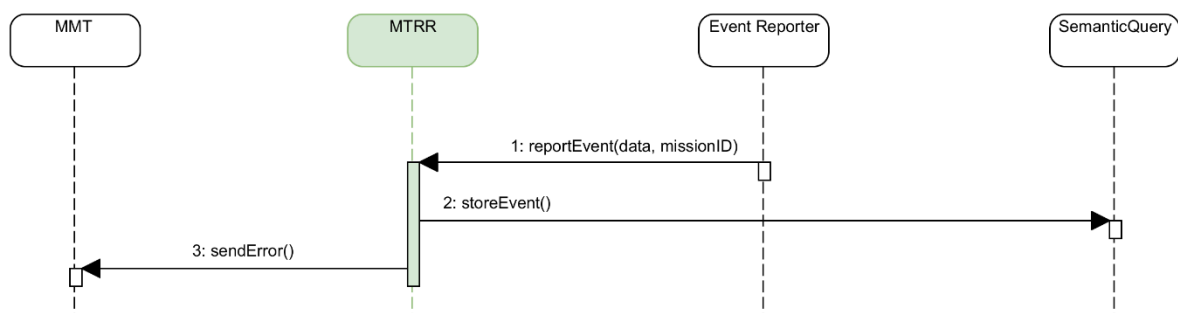 MMT
MTRR
Event Reporter
SemanticQuery
1: reportEvent(data, missionID)
2: storeEvent()
3: sendError()